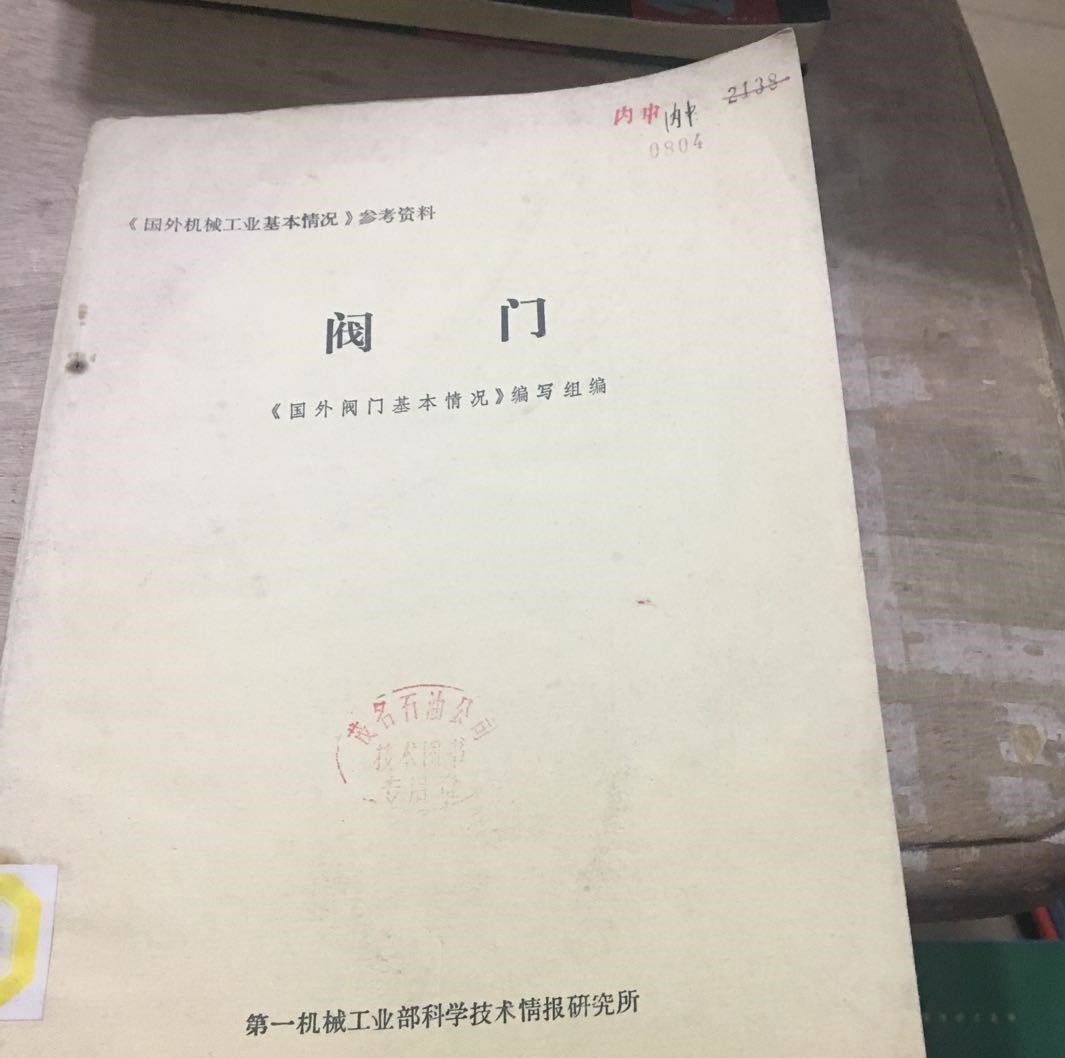 内中 内中 2138
0804
《国外机械工业基本情况》参考资料
阀 门
《国外阀门基本情况》编写组编
茂名石油公司
技术图书
专用章
第一机械工业部科学技术情报研究所